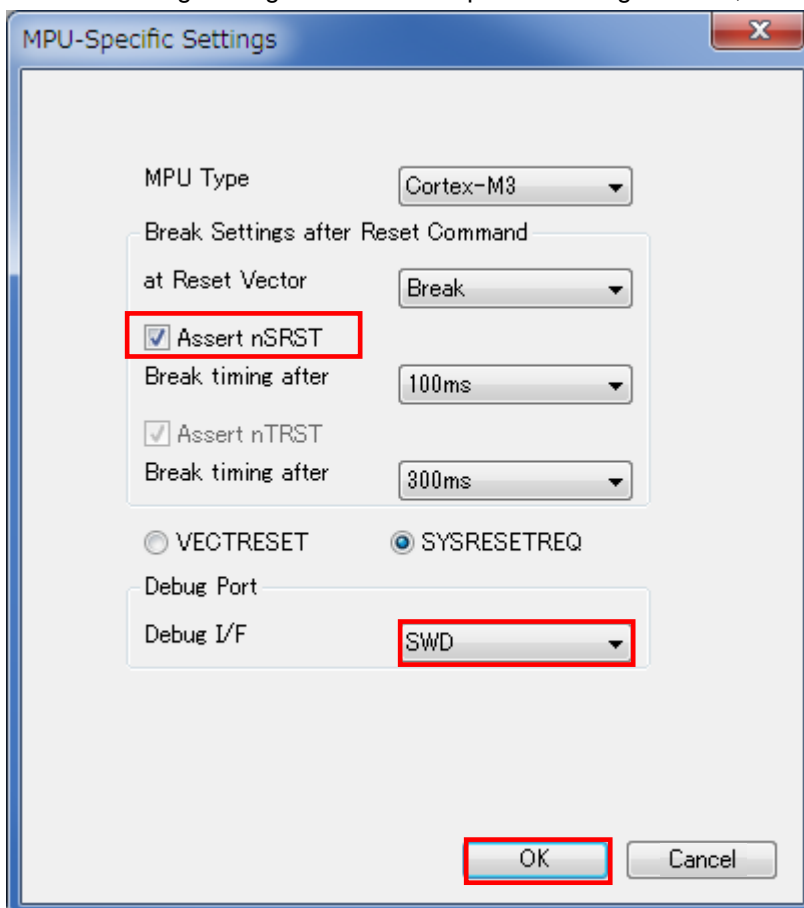 MPU-Specific Settings
MPU Type
Cortex-M3
Break Settings after Reset Command
at Reset Vector
Break
Assert nSRST
Break timing after
100ms
Assert nTRST
Break timing after
300ms
VECTRESET
SYSRESETREQ
Debug Port
Debug I/F
SWD
OK
Cancel